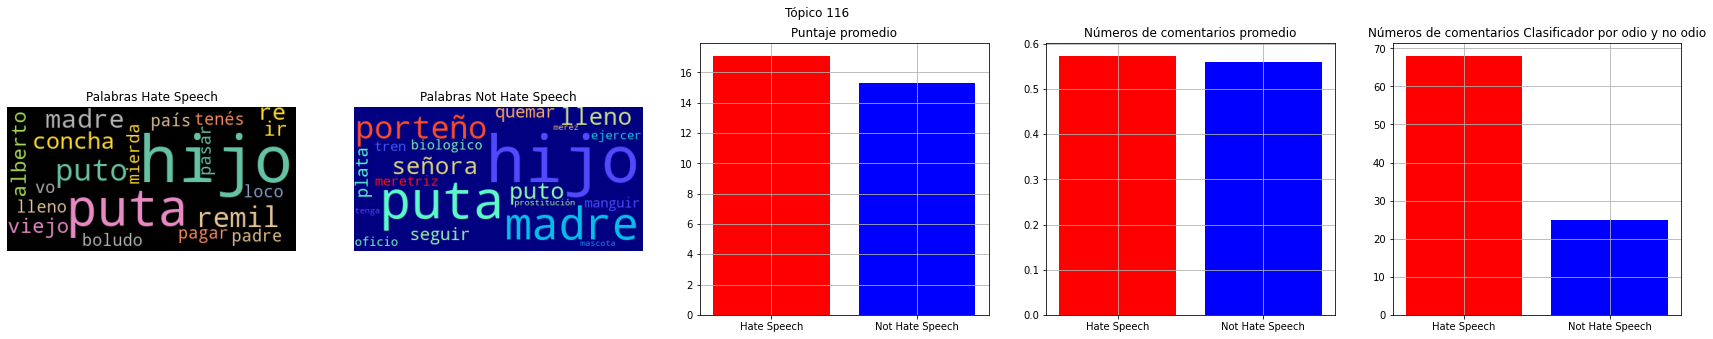 Tópico 116
Palabras Hate Speech
alberto
madre
país
tenés
re
ir
concha
mierda
pasar
hijo
puto
vo
loco
lleno
puta
remil
viejo
boludo
pagar
padre
Palabras Not Hate Speech
quemar
lleno
porteño
merez
ejercer
tren
biologico
hijo
plata
señora
meretriz
puta
puto
prostitución
manguir
tenga
madre
oficio
seguir
mascota
Puntaje promedio
16
14
12
10
8
6
4
2
0
Hate Speech
Not Hate Speech
Números de comentarios promedio
0.6
0.5
0.4
0.3
0.2
0.1
0.0
Hate Speech
Not Hate Speech
Números de comentarios Clasificador por odio y no odio
70
60
50
40
30
20
10
0
Hate Speech
Not Hate Speech